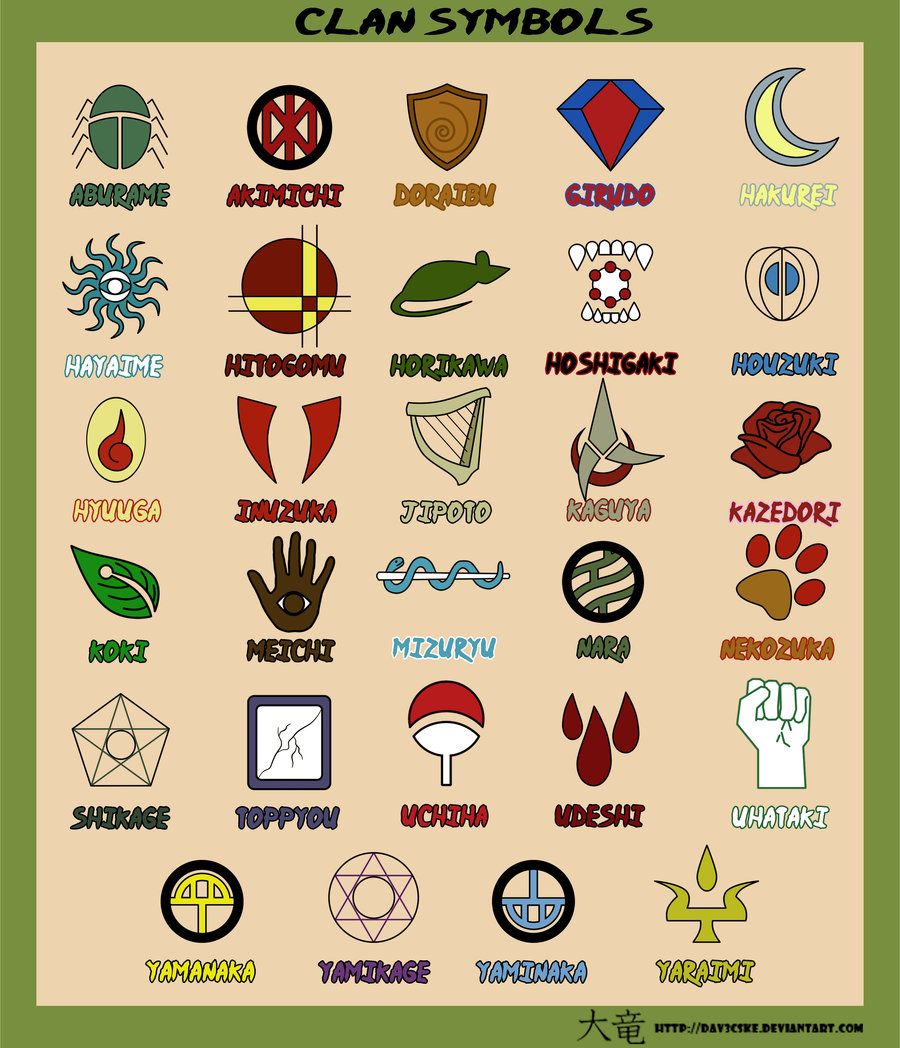 CLAN SYMBOLS
ABURAME AKIMICHI DORAIBU GIRUDO HAKUREI
HAYAIME HITOGOMU HORIKAWA HOSHIGAKI HOUZUKI
HYUUGA INUZUKA JIPOTO KAGUYA KAZEDORI
KOKI MEICHI MIZURYU NARA NEKOZUKA
SHIKAGE TOPPYOU UCHIHA UDESHI UHATAKI
YAMANAKA YAMIKAGE YAMINAKA YARAIMI
大竜 HTTP://DAV3CSKE.DEVIANTART.COM